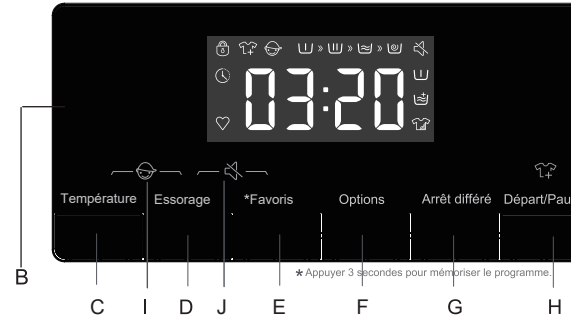 03:20
B
Température Essorage *Favoris Options Arrêt différé Départ/Pau
* Appuyer 3 secondes pour mémoriser le programme.
C I D J E F G H